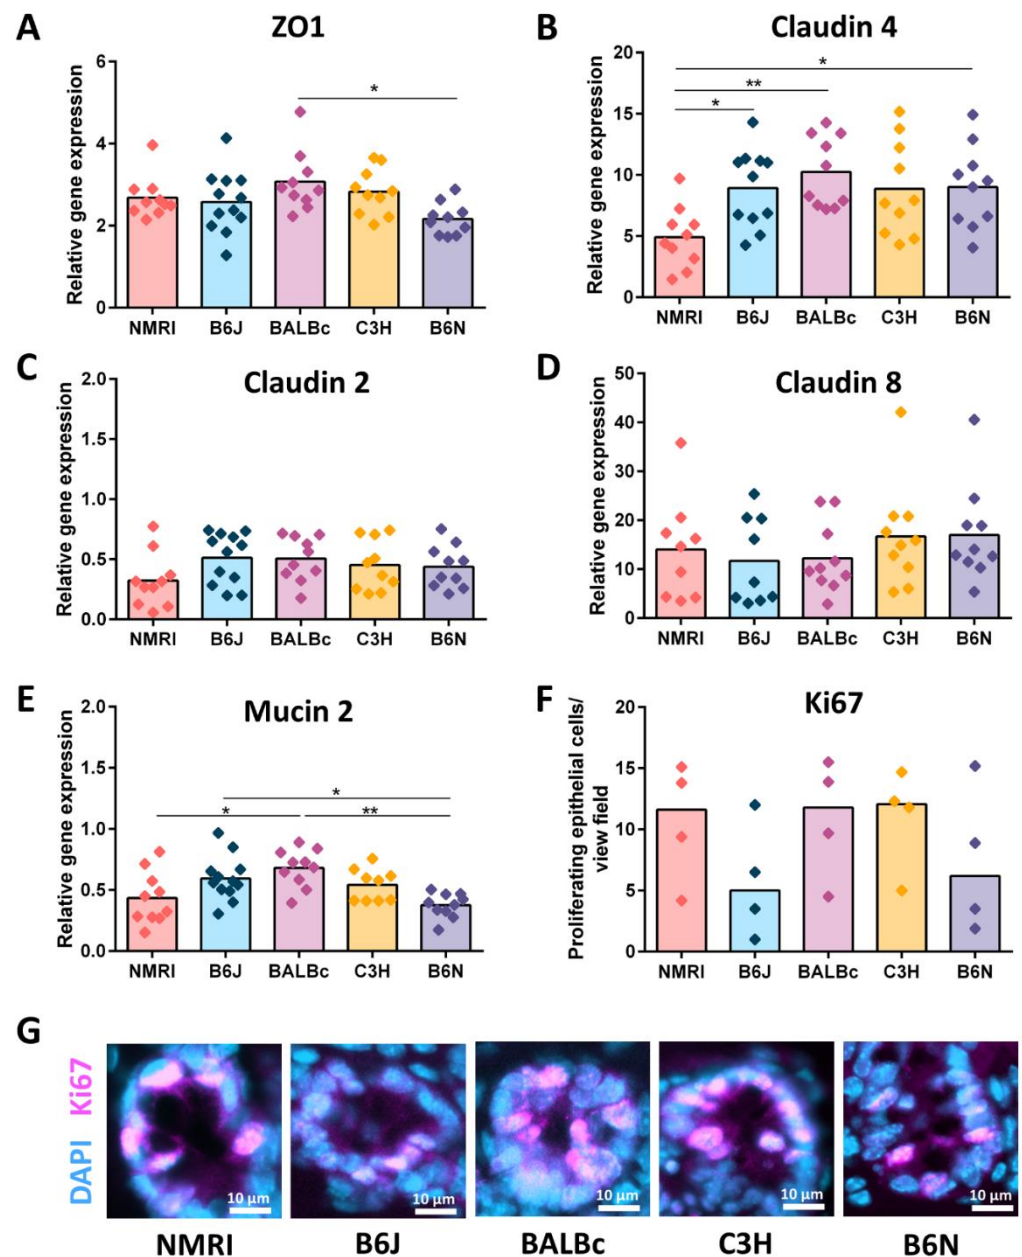 A
ZO1
Relative gene expression
6
4
2
0
*
NMRI
B6J
BALBc
C3H
B6N
B
Claudin 4
Relative gene expression
20
15
10
5
0
*
**
*
NMRI
B6J
BALBc
C3H
B6N
C
Claudin 2
Relative gene expression
2.0
1.5
1.0
0.5
0.0
NMRI
B6J
BALBc
C3H
B6N
D
Claudin 8
Relative gene expression
50
40
30
20
10
0
NMRI
B6J
BALBc
C3H
B6N
E
Mucin 2
Relative gene expression
2.0
1.5
1.0
0.5
0.0
*
*
**
NMRI
B6J
BALBc
C3H
B6N
F
Ki67
Proliferating epithelial cells/
view field
20
15
10
5
0
NMRI
B6J
BALBc
C3H
B6N
G
DAPI Ki67
10 µm
10 µm
10 µm
10 µm
10 µm
NMRI
B6J
BALBc
C3H
B6N